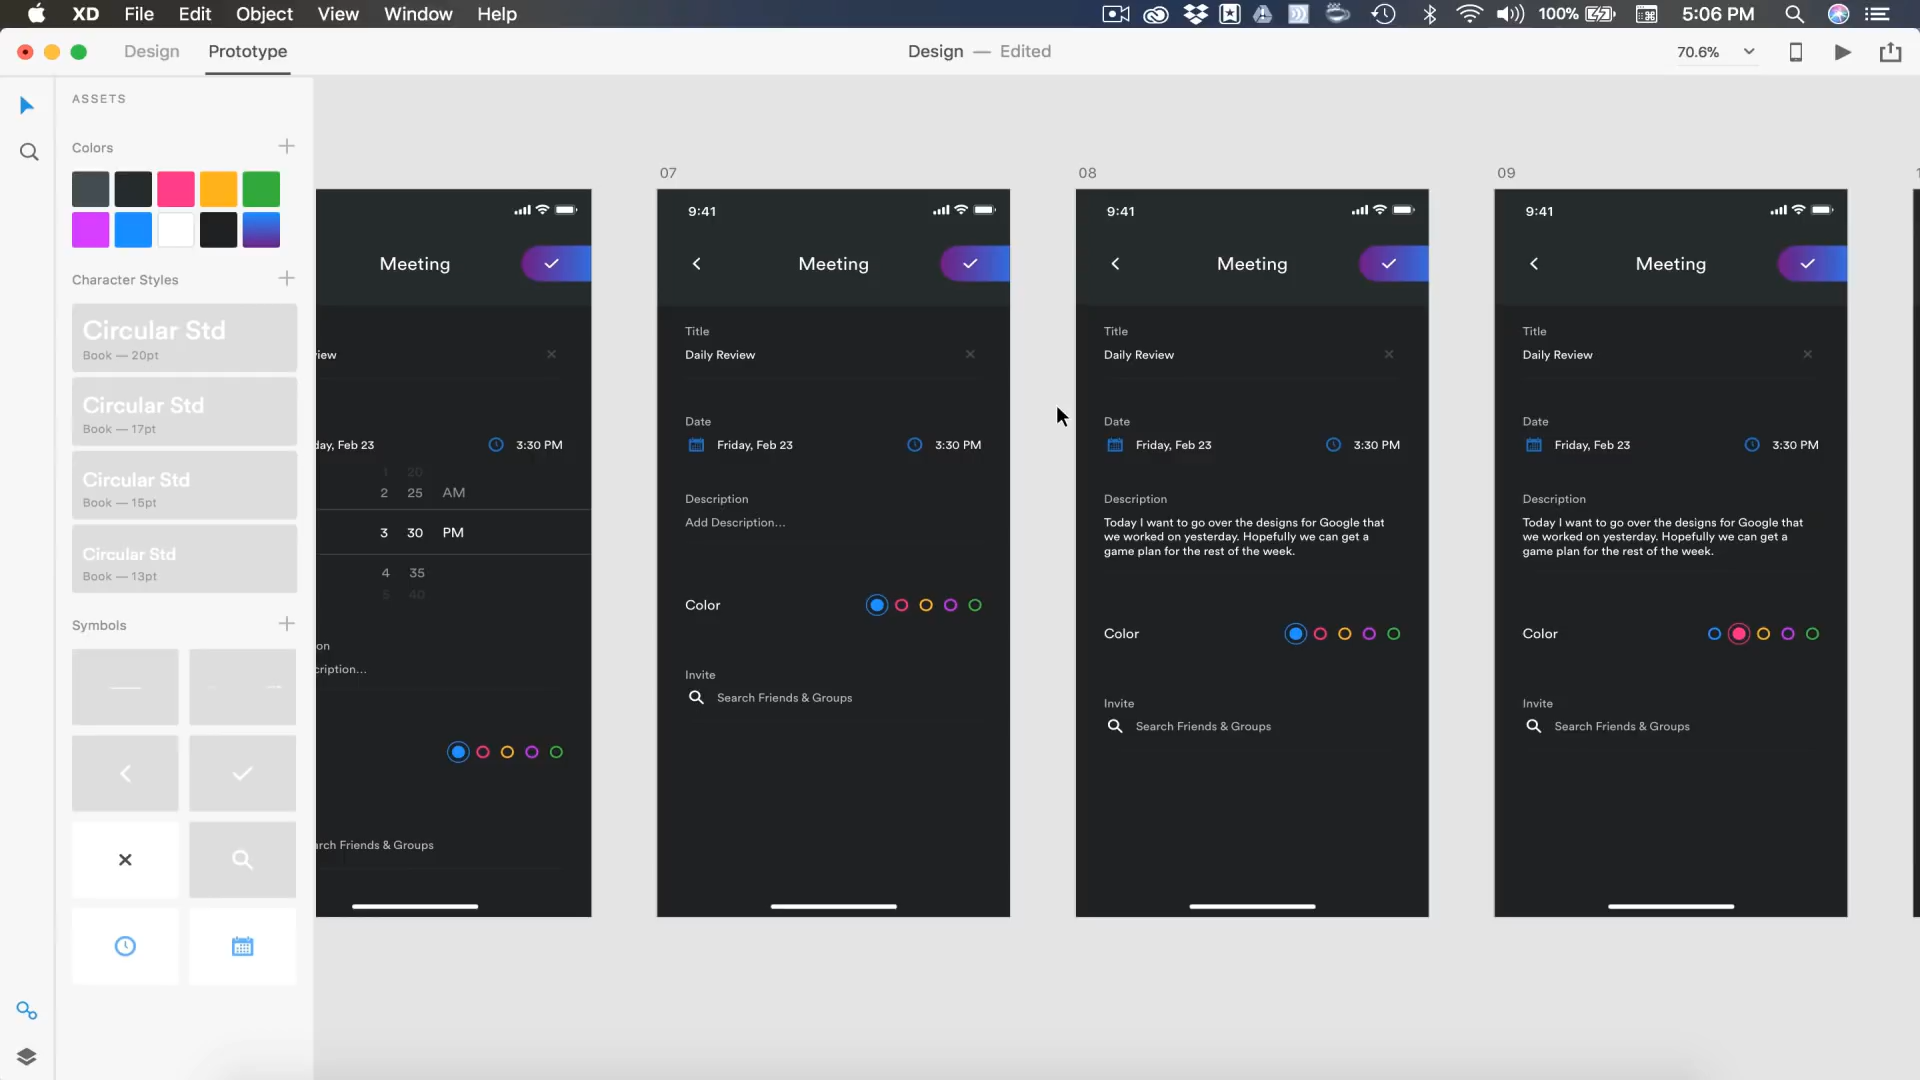 XD File Edit Object View Window Help
100%
5:06 PM
Design Prototype
Design — Edited
70.6%
ASSETS
Colors
Character Styles
Circular Std
Book — 20pt
Circular Std
Book — 17pt
Circular Std
Book — 15pt
Circular Std
Book — 13pt
Symbols
Meeting
iew
day, Feb 23
3:30 PM
1 20
2 25 AM
3 30 PM
4 35
5 40
on
cription...
arch Friends & Groups
07
9:41
Meeting
Title
Daily Review
Date
Friday, Feb 23
3:30 PM
Description
Add Description...
Color
Invite
Search Friends & Groups
08
9:41
Meeting
Title
Daily Review
Date
Friday, Feb 23
3:30 PM
Description
Today I want to go over the designs for Google that
we worked on yesterday. Hopefully we can get a
game plan for the rest of the week.
Color
Invite
Search Friends & Groups
09
9:41
Meeting
Title
Daily Review
Date
Friday, Feb 23
3:30 PM
Description
Today I want to go over the designs for Google that
we worked on yesterday. Hopefully we can get a
game plan for the rest of the week.
Color
Invite
Search Friends & Groups
1